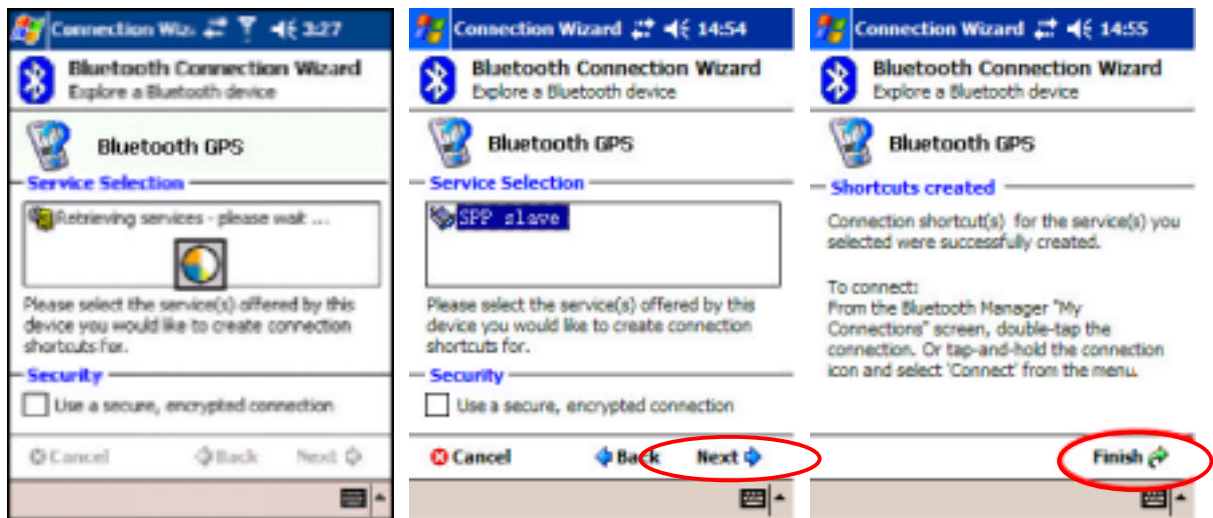 Connection Wiz. 3:27
Bluetooth Connection Wizard
Explore a Bluetooth device
Bluetooth GPS
Service Selection
Retrieving services - please wait ...
Please select the service(s) offered by this
device you would like to create connection
shortcuts for.
Security
Use a secure, encrypted connection
Cancel Back Next
Connection Wizard 14:54
Bluetooth Connection Wizard
Explore a Bluetooth device
Bluetooth GPS
Service Selection
SPP slave
Please select the service(s) offered by this
device you would like to create connection
shortcuts for.
Security
Use a secure, encrypted connection
Cancel Back Next
Connection Wizard 14:55
Bluetooth Connection Wizard
Explore a Bluetooth device
Bluetooth GPS
Shortcuts created
Connection shortcut(s) for the service(s) you
selected were successfully created.
To connect:
From the Bluetooth Manager "My
Connections" screen, double-tap the
connection. Or tap-and-hold the connection
icon and select 'Connect' from the menu.
Finish